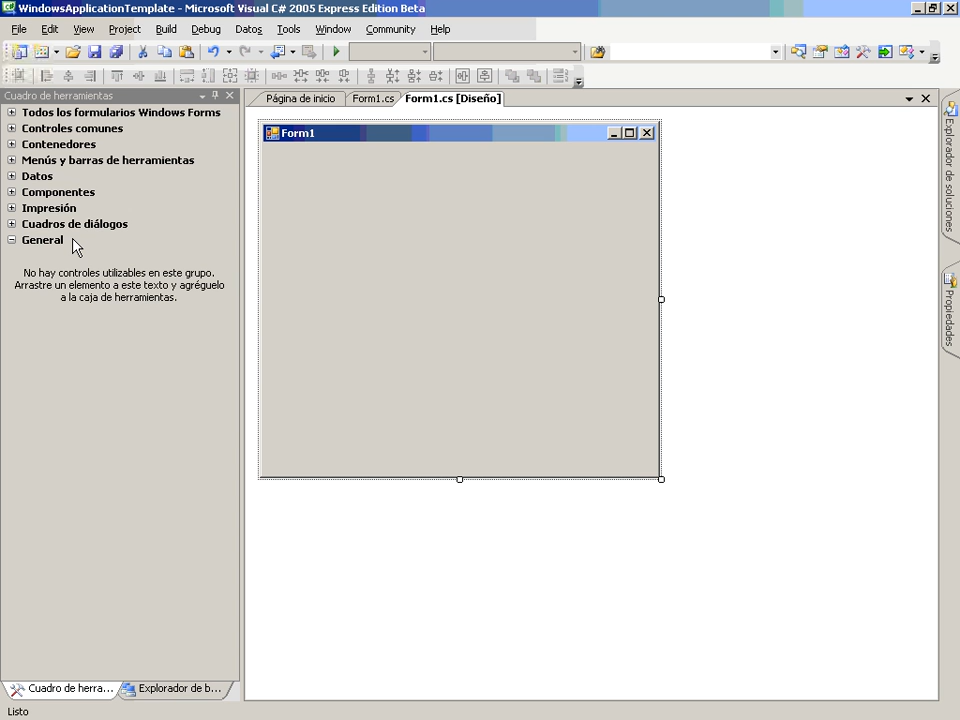 WindowsApplicationTemplate - Microsoft Visual C# 2005 Express Edition Beta
File Edit View Project Build Debug Datos Tools Window Community Help
Cuadro de herramientas
Página de inicio Form1.cs Form1.cs [Diseño]
Todos los formularios Windows Forms
Controles comunes
Contenedores
Menús y barras de herramientas
Datos
Componentes
Impresión
Cuadros de diálogos
General
No hay controles utilizables en este grupo.
Arrastre un elemento a este texto y agréguelo
a la caja de herramientas.
Form1
Explorador de soluciones
Propiedades
Cuadro de herra... Explorador de b...
Listo